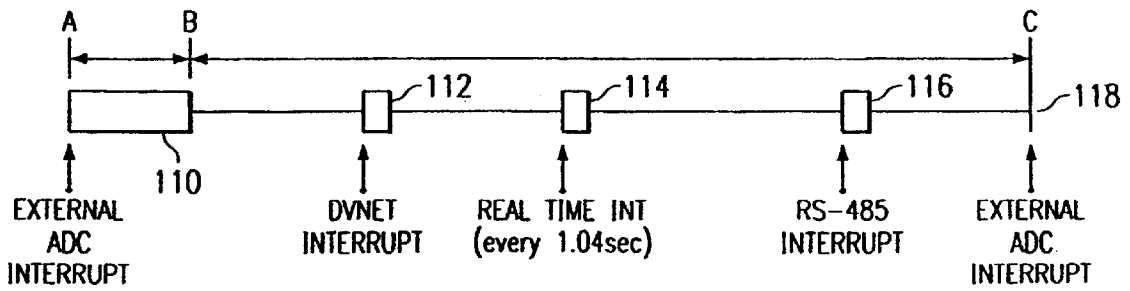 A B C
112 114 116 118
110
EXTERNAL ADC INTERRUPT
DVNET INTERRUPT
REAL TIME INT (every 1.04sec)
RS-485 INTERRUPT
EXTERNAL ADC INTERRUPT